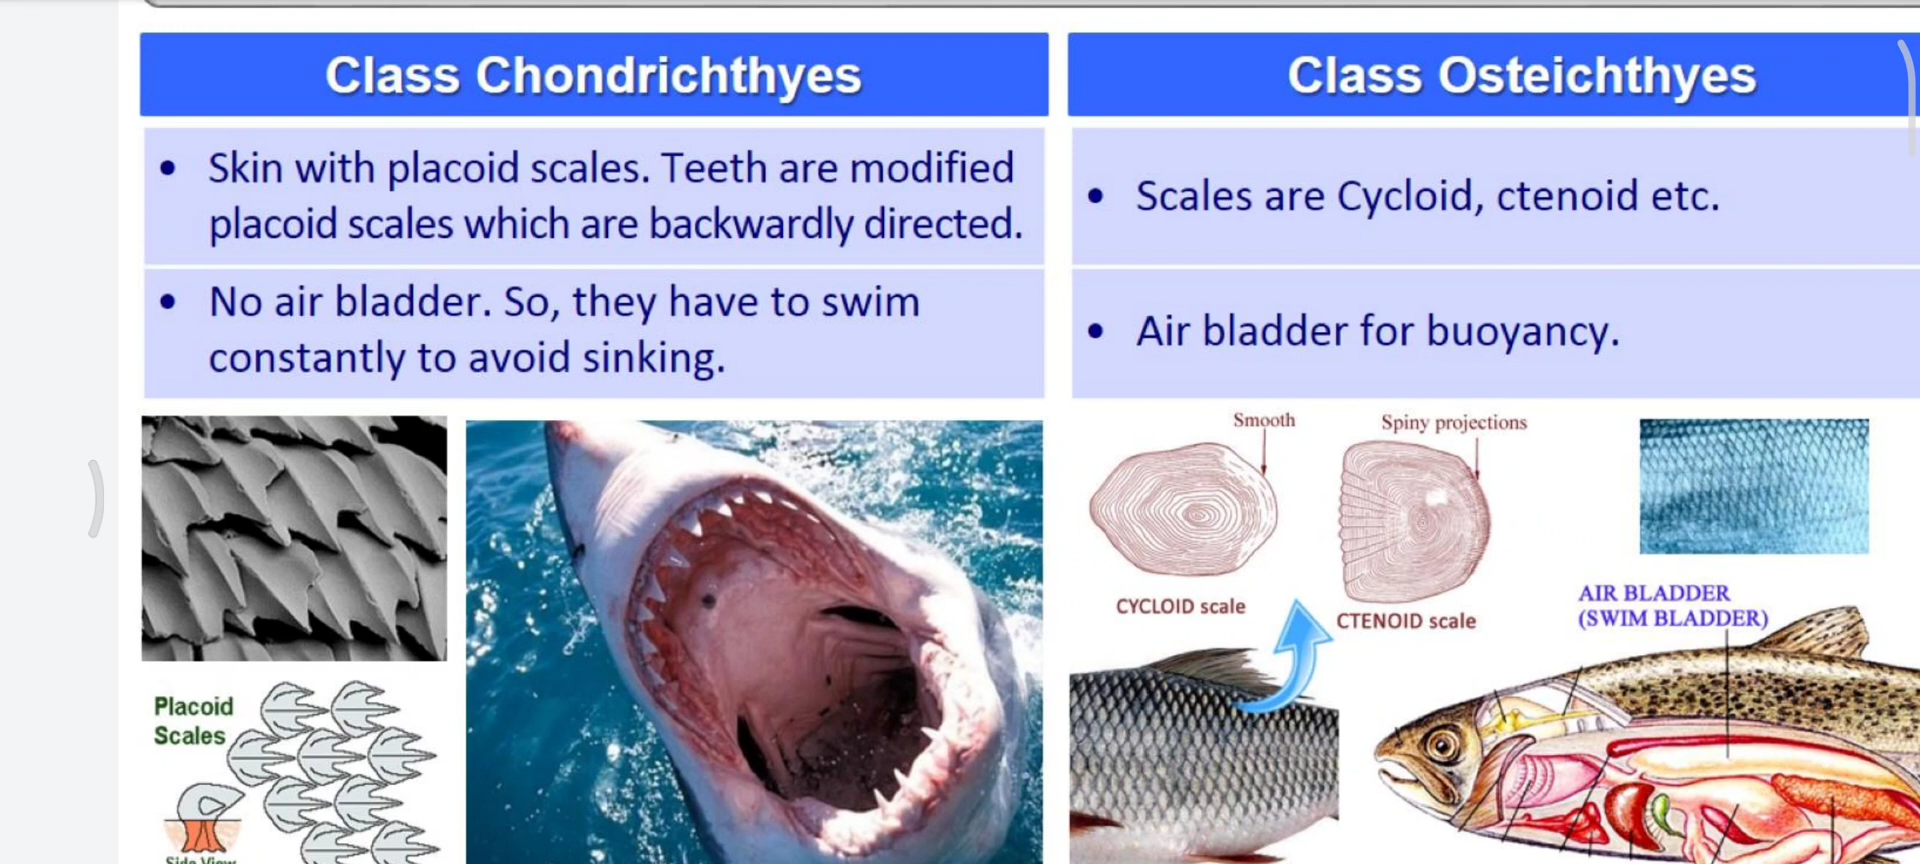 Class Chondrichthyes
• Skin with placoid scales. Teeth are modified
placoid scales which are backwardly directed.
• No air bladder. So, they have to swim
constantly to avoid sinking.
Placoid
Scales
Side View
Class Osteichthyes
• Scales are Cycloid, ctenoid etc.
• Air bladder for buoyancy.
Smooth
Spiny projections
CYCLOID scale
CTENOID scale
AIR BLADDER
(SWIM BLADDER)